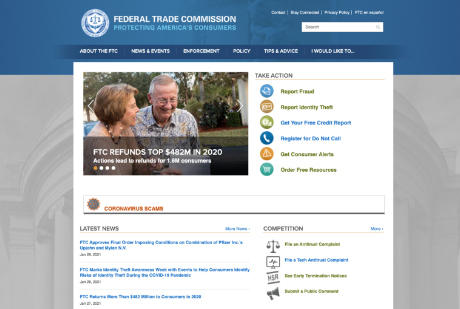 Contact | Stay Connected | Privacy Policy | FTC en español
FEDERAL TRADE COMMISSION
PROTECTING AMERICA'S CONSUMERS
Search
ABOUT THE FTC
NEWS & EVENTS
ENFORCEMENT
POLICY
TIPS & ADVICE
I WOULD LIKE TO...
FTC REFUNDS TOP $482M IN 2020
Actions lead to refunds for 1.6M consumers
TAKE ACTION
Report Fraud
Report Identity Theft
Get Your Free Credit Report
Register for Do Not Call
Get Consumer Alerts
Order Free Resources
CORONAVIRUS SCAMS
LATEST NEWS
More News ›
FTC Approves Final Order Imposing Conditions on Combination of Pfizer Inc.'s
Upjohn and Mylan N.V.
Jan 29, 2021
FTC Marks Identity Theft Awareness Week with Events to Help Consumers Identify
Risks of Identity Theft During the COVID-19 Pandemic
Jan 28, 2021
FTC Returns More Than $482 Million to Consumers in 2020
Jan 27, 2021
COMPETITION
More ›
File an Antitrust Complaint
File a Tech Antitrust Complaint
HSR
See Early Termination Notices
Submit a Public Comment